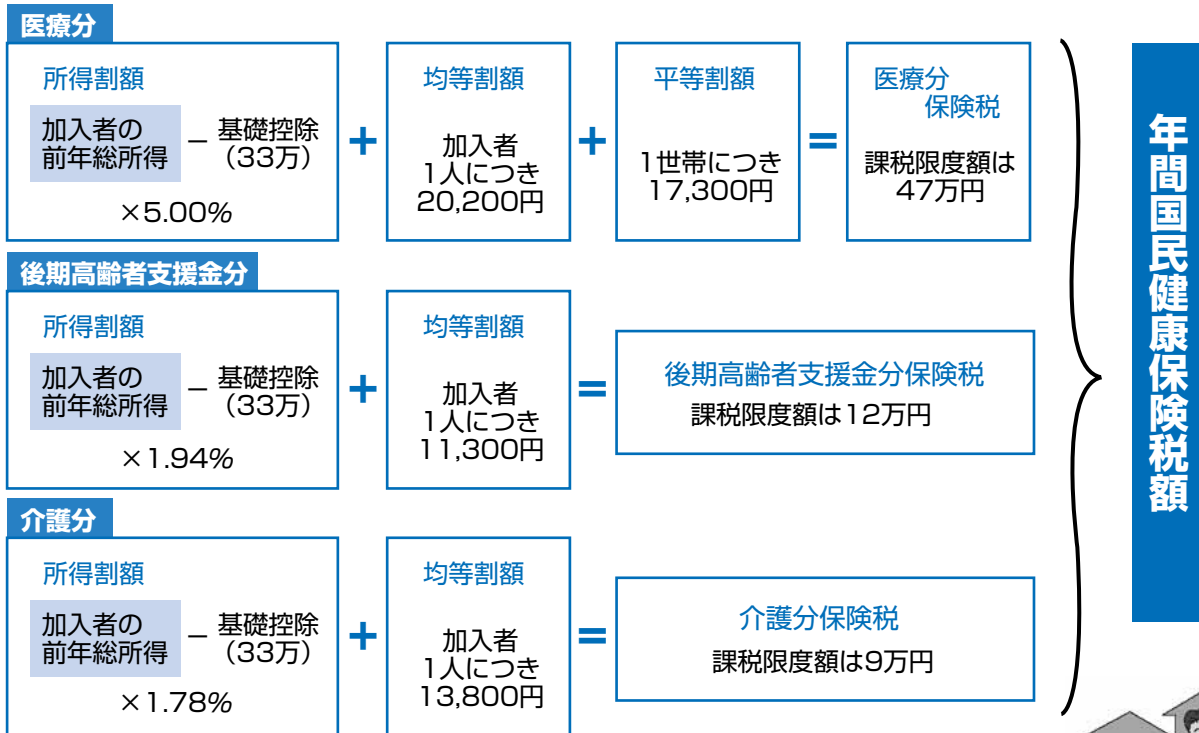 医療分
所得割額
加入者の
前年総所得
− 基礎控除
（33万）
×5.00%
+
均等割額
加入者
1人につき
20,200円
+
平等割額
1世帯につき
17,300円
=
医療分
保険税
課税限度額は
47万円
後期高齢者支援金分
所得割額
加入者の
前年総所得
− 基礎控除
（33万）
×1.94%
+
均等割額
加入者
1人につき
11,300円
=
後期高齢者支援金分保険税
課税限度額は12万円
介護分
所得割額
加入者の
前年総所得
− 基礎控除
（33万）
×1.78%
+
均等割額
加入者
1人につき
13,800円
=
介護分保険税
課税限度額は9万円
年間国民健康保険税額